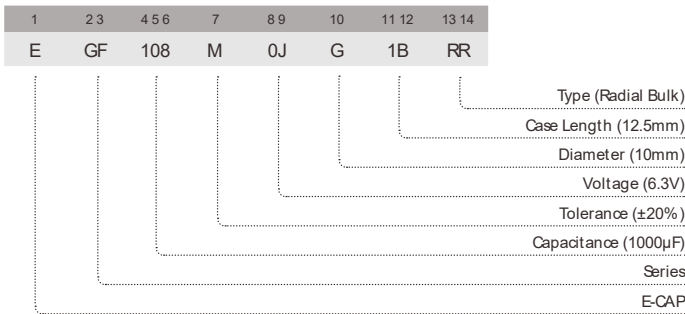 1 2 3 4 5 6 7 8 9 10 11 12 13 14
E GF 108 M 0J G 1B RR
Type (Radial Bulk)
Case Length (12.5mm)
Diameter (10mm)
Voltage (6.3V)
Tolerance (±20%)
Capacitance (1000µF)
Series
E-CAP